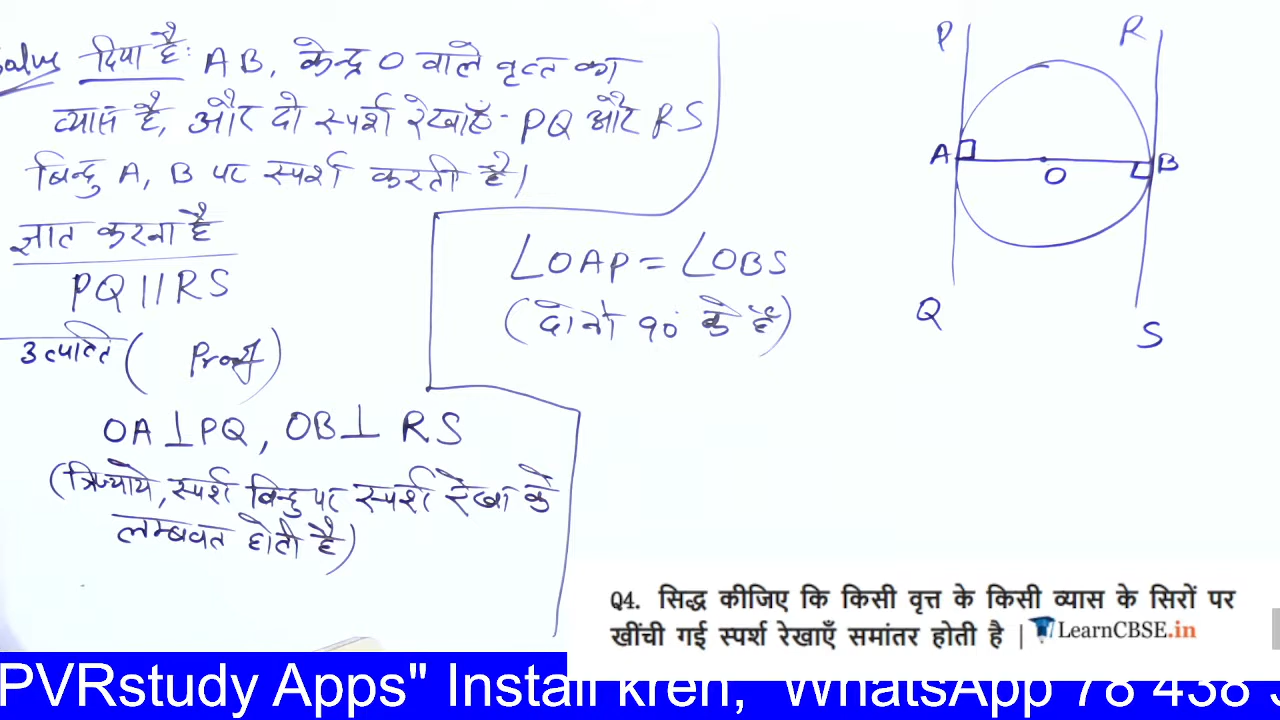 Solve दिया है: AB, केन्द्र O वाले वृत्त का
व्यास है, और दो स्पर्श रेखाएँ - PQ और RS
बिन्दु A, B पर स्पर्श करती है।
ज्ञात करना है
PQ || RS
उत्पत्ति ( Proof )
OA ⊥ PQ, OB ⊥ RS
(त्रिज्याये, स्पर्श बिन्दु पर स्पर्श रेखा के
लम्बवत होती है)
∠OAP = ∠OBS
(दोनो 90° के है)
P R
A O B
Q S
Q4. सिद्ध कीजिए कि किसी वृत्त के किसी व्यास के सिरों पर
खींची गई स्पर्श रेखाएँ समांतर होती है | LearnCBSE.in
PVRstudy Apps" Install kren, WhatsApp 78 438